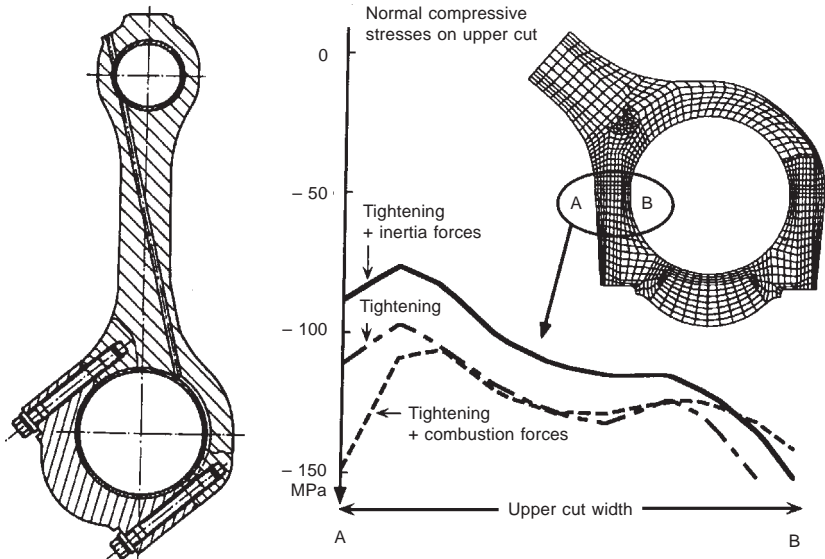 Normal compressive
stresses on upper cut
0
– 50
A
B
Tightening
+ inertia forces
Tightening
– 100
Tightening
+ combustion forces
– 150
MPa
Upper cut width
A
B